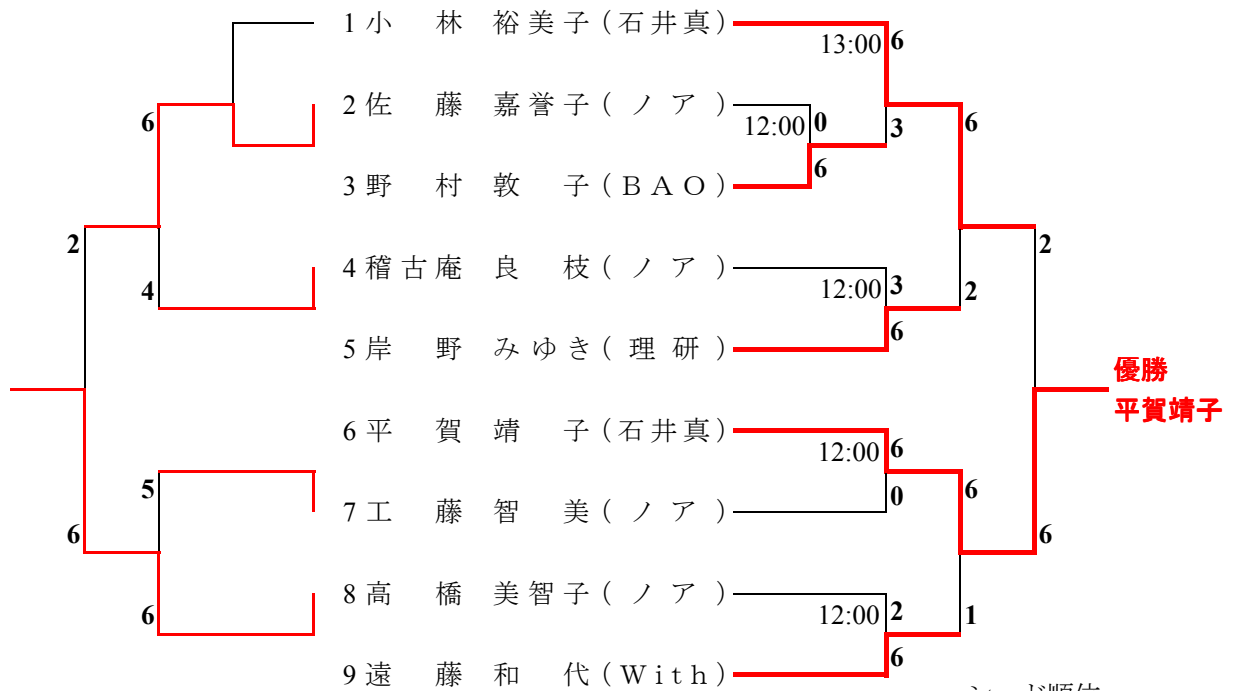 1 小林 裕美子 (石井真)
13:00 6
6 2 佐藤 嘉誉子 (ノア) 12:00 0 3 6
3 野村 敦子 (BAO) 6
2 2
4 4 稽古庵 良枝 (ノア) 12:00 3 2
5 岸野 みゆき (理研) 6
優勝
平賀靖子
6 平賀 靖子 (石井真) 12:00 6
5 6
7 工藤 智美 (ノア) 0
6 6
8 高橋 美智子 (ノア)
6 12:00 2 1
9 遠藤 和代 (With) 6